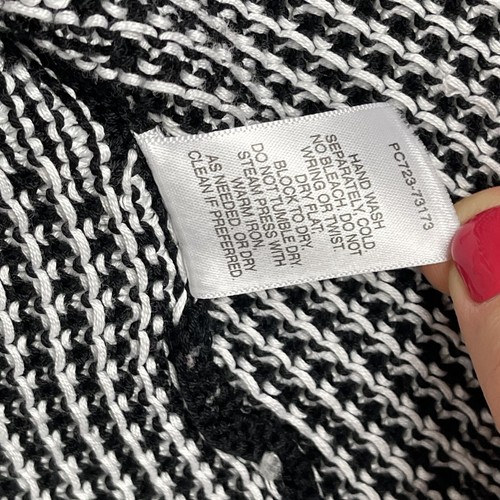 PC723-73173
HAND WASH
SEPARATELY, COLD
NO BLEACH, DO NOT
WRING OR TWIST
DRY FLAT.
BLOCK TO DRY.
DO NOT TUMBLE DRY.
STEAM PRESS WITH
WARM IRON,
AS NEEDED, OR DRY
CLEAN IF PREFERRED